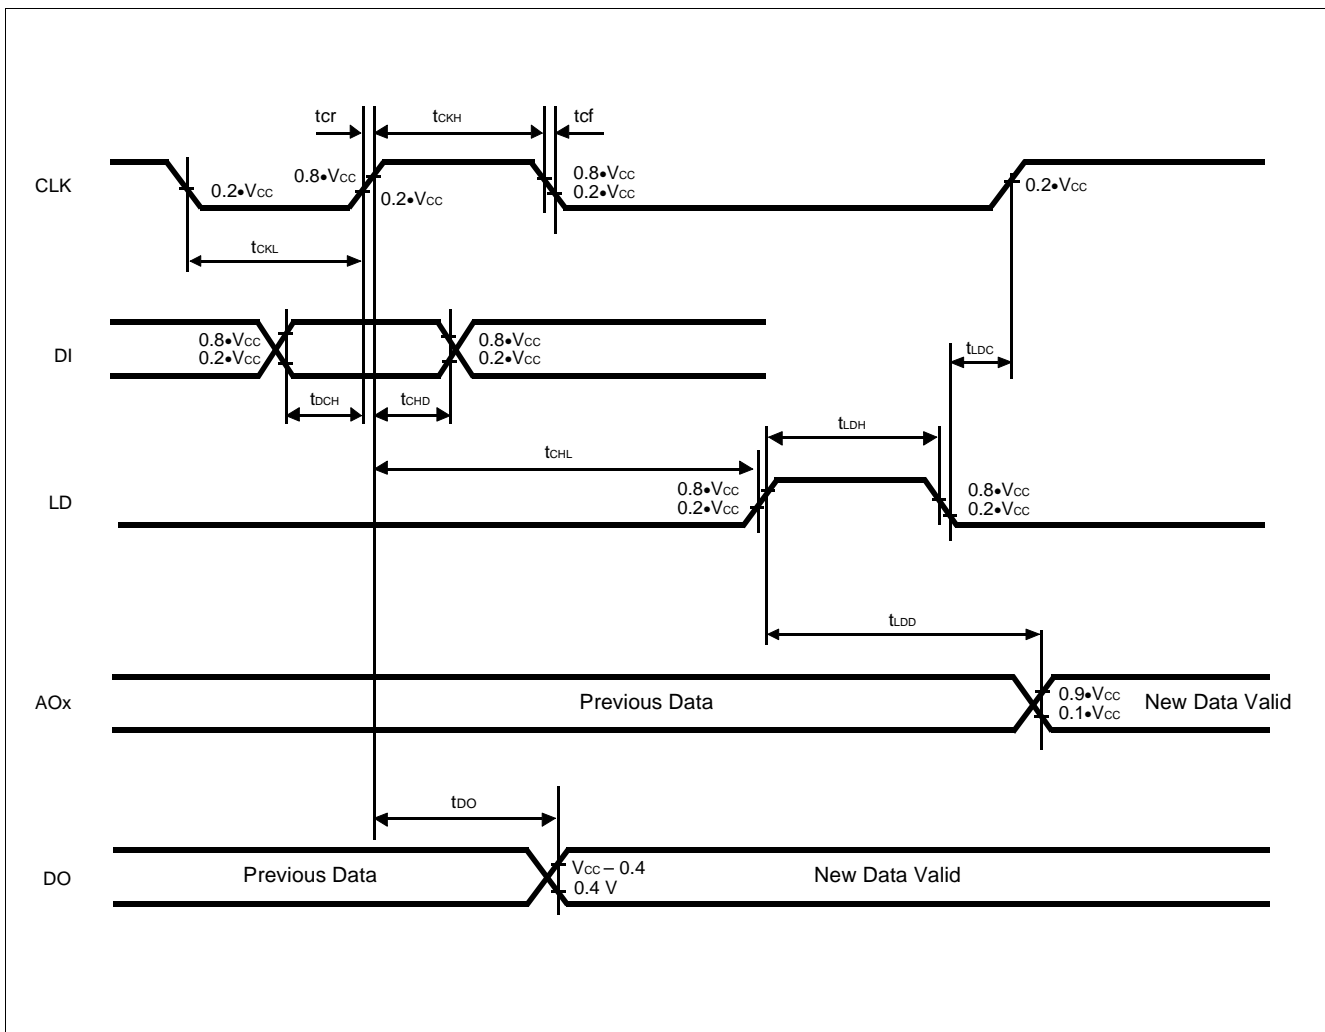 tcr
tCKH
tcf
CLK
0.2•VCC
0.8•VCC
0.2•VCC
0.8•VCC
0.2•VCC
0.2•VCC
tCKL
DI
0.8•VCC
0.2•VCC
0.8•VCC
0.2•VCC
tLDC
tDCH
tCHD
tLDH
tCHL
LD
0.8•VCC
0.2•VCC
0.8•VCC
0.2•VCC
tLDD
AOx
Previous Data
0.9•VCC
0.1•VCC
New Data Valid
tDO
DO
Previous Data
VCC – 0.4
0.4 V
New Data Valid